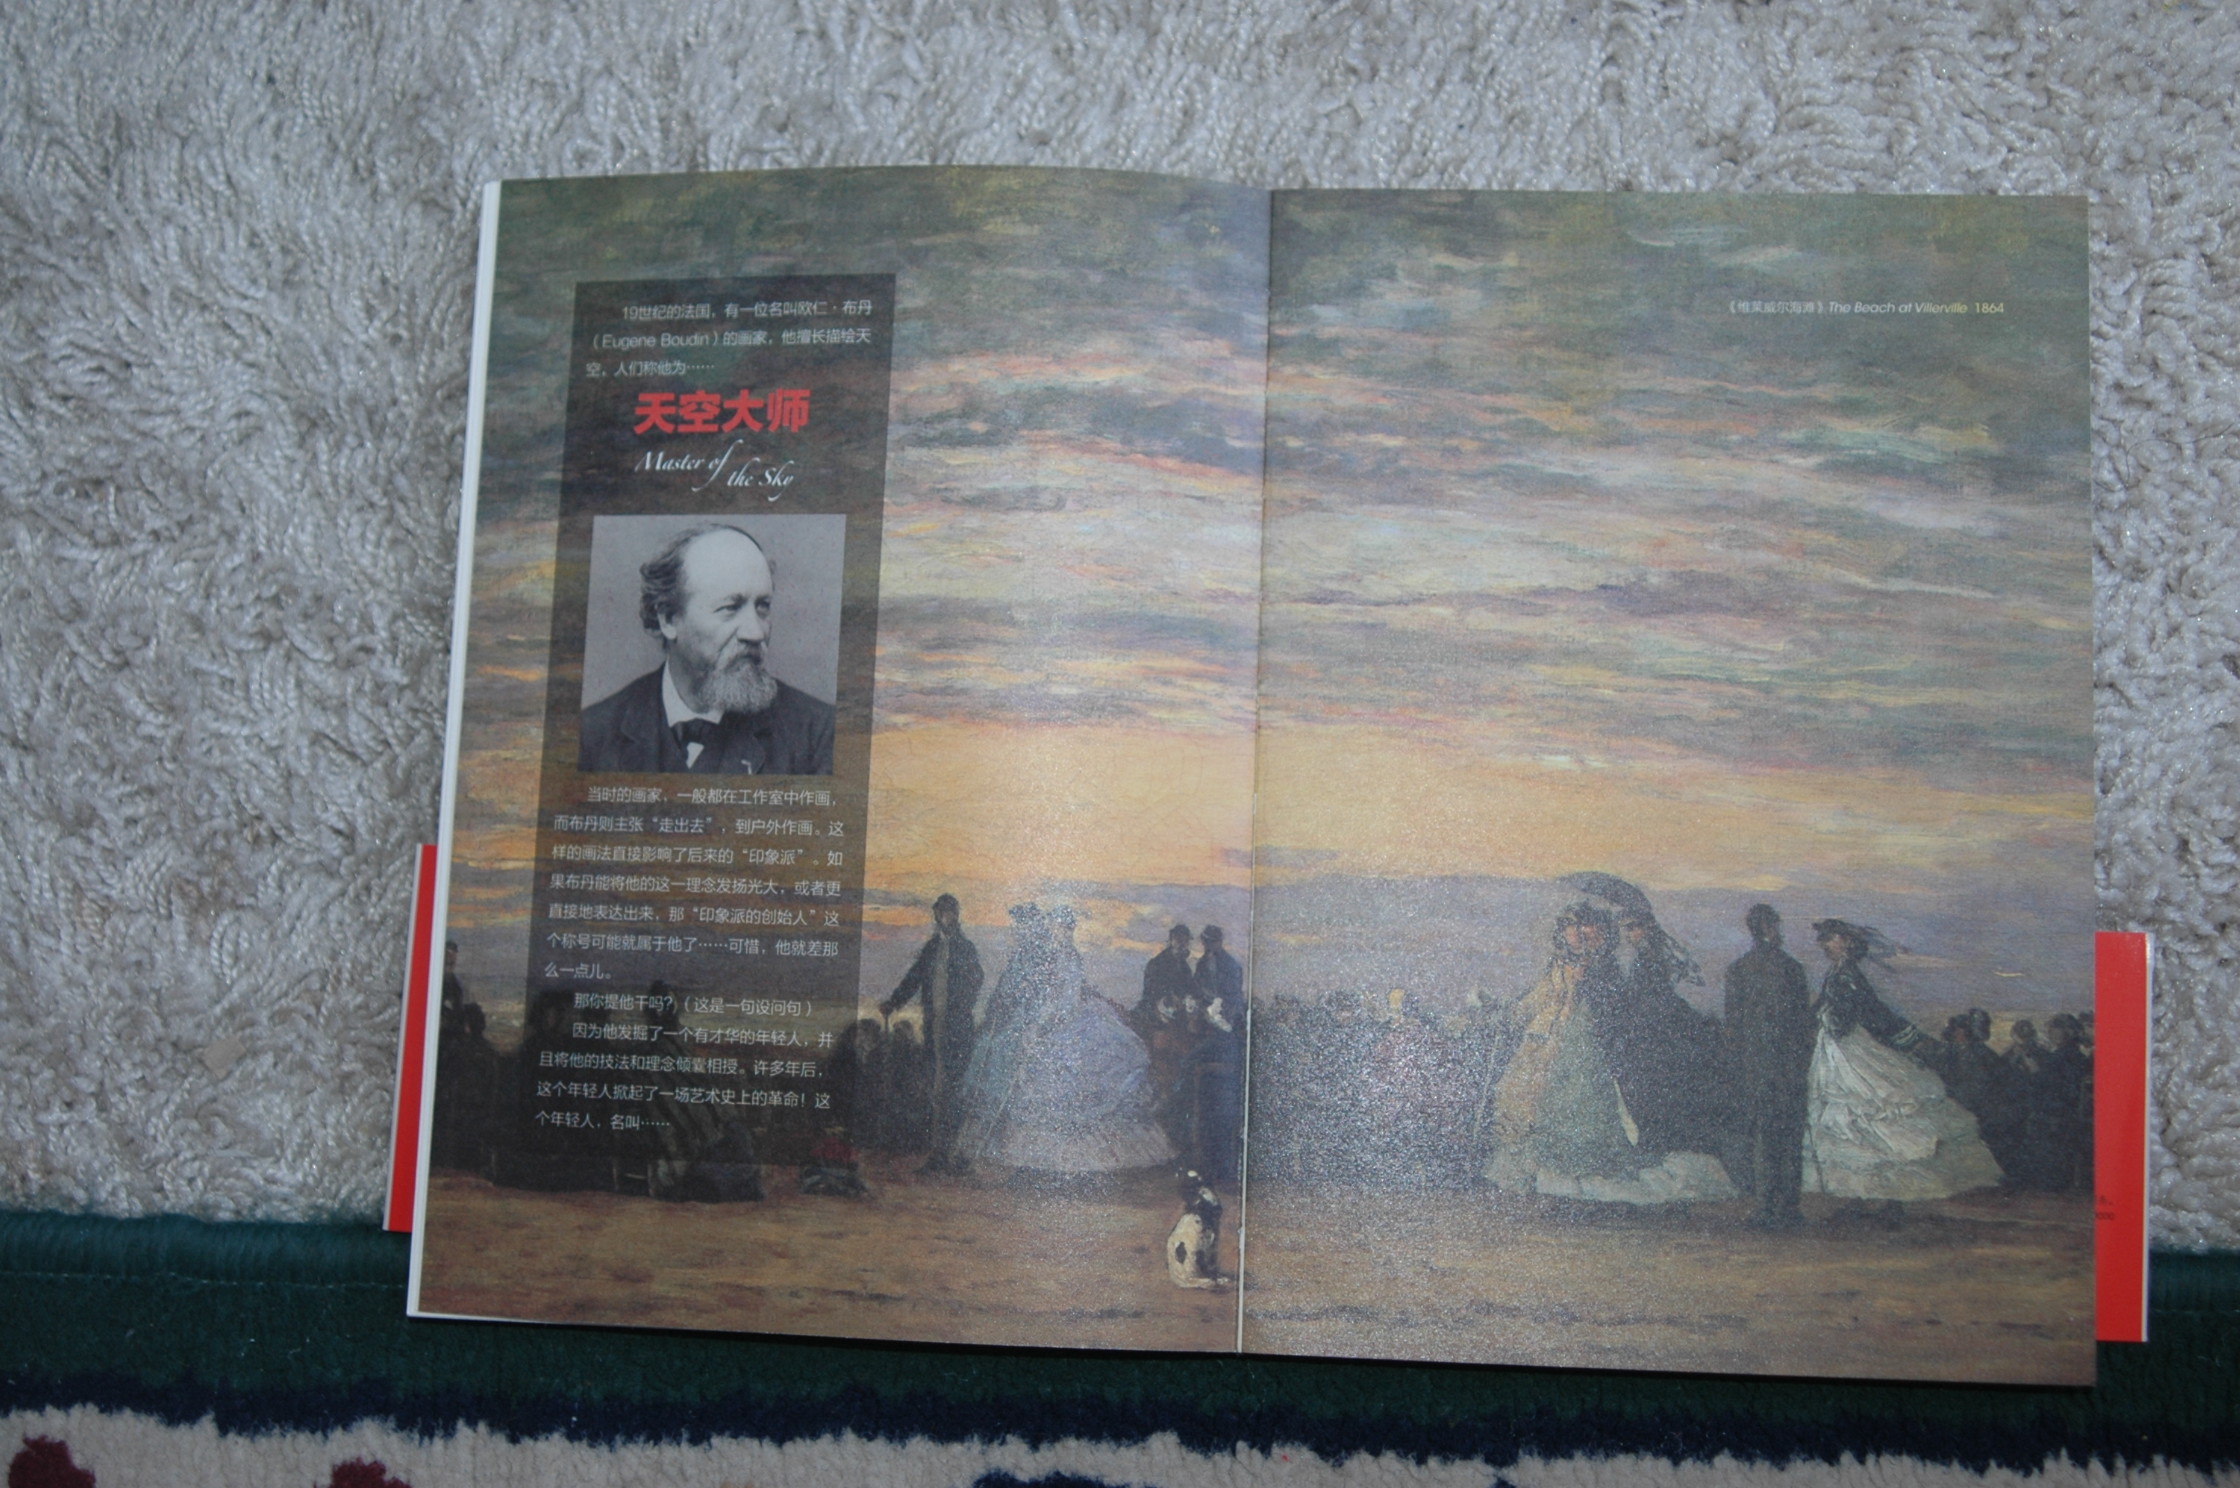 19世纪的法国，有一位名叫欧仁·布丹
（Eugene Boudin）的画家，他擅长描绘天
空，人们称他为……
天空大师
Master of
the Sky
当时的画家，一般都在工作室中作画，
而布丹则主张“走出去”，到户外作画。这
样的画法直接影响了后来的“印象派”。如
果布丹能将他的这一理念发扬光大，或者更
直接地表达出来，那“印象派的创始人”这
个称号可能就属于他了……可惜，他就差那
么一点儿。
那你提他干吗？（这是一句设问句）
因为他发掘了一个有才华的年轻人，并
且将他的技法和理念倾囊相授。许多年后，
这个年轻人掀起了一场艺术史上的革命！这
个年轻人，名叫……
《维莱威尔海滩》The Beach at Villerville 1864